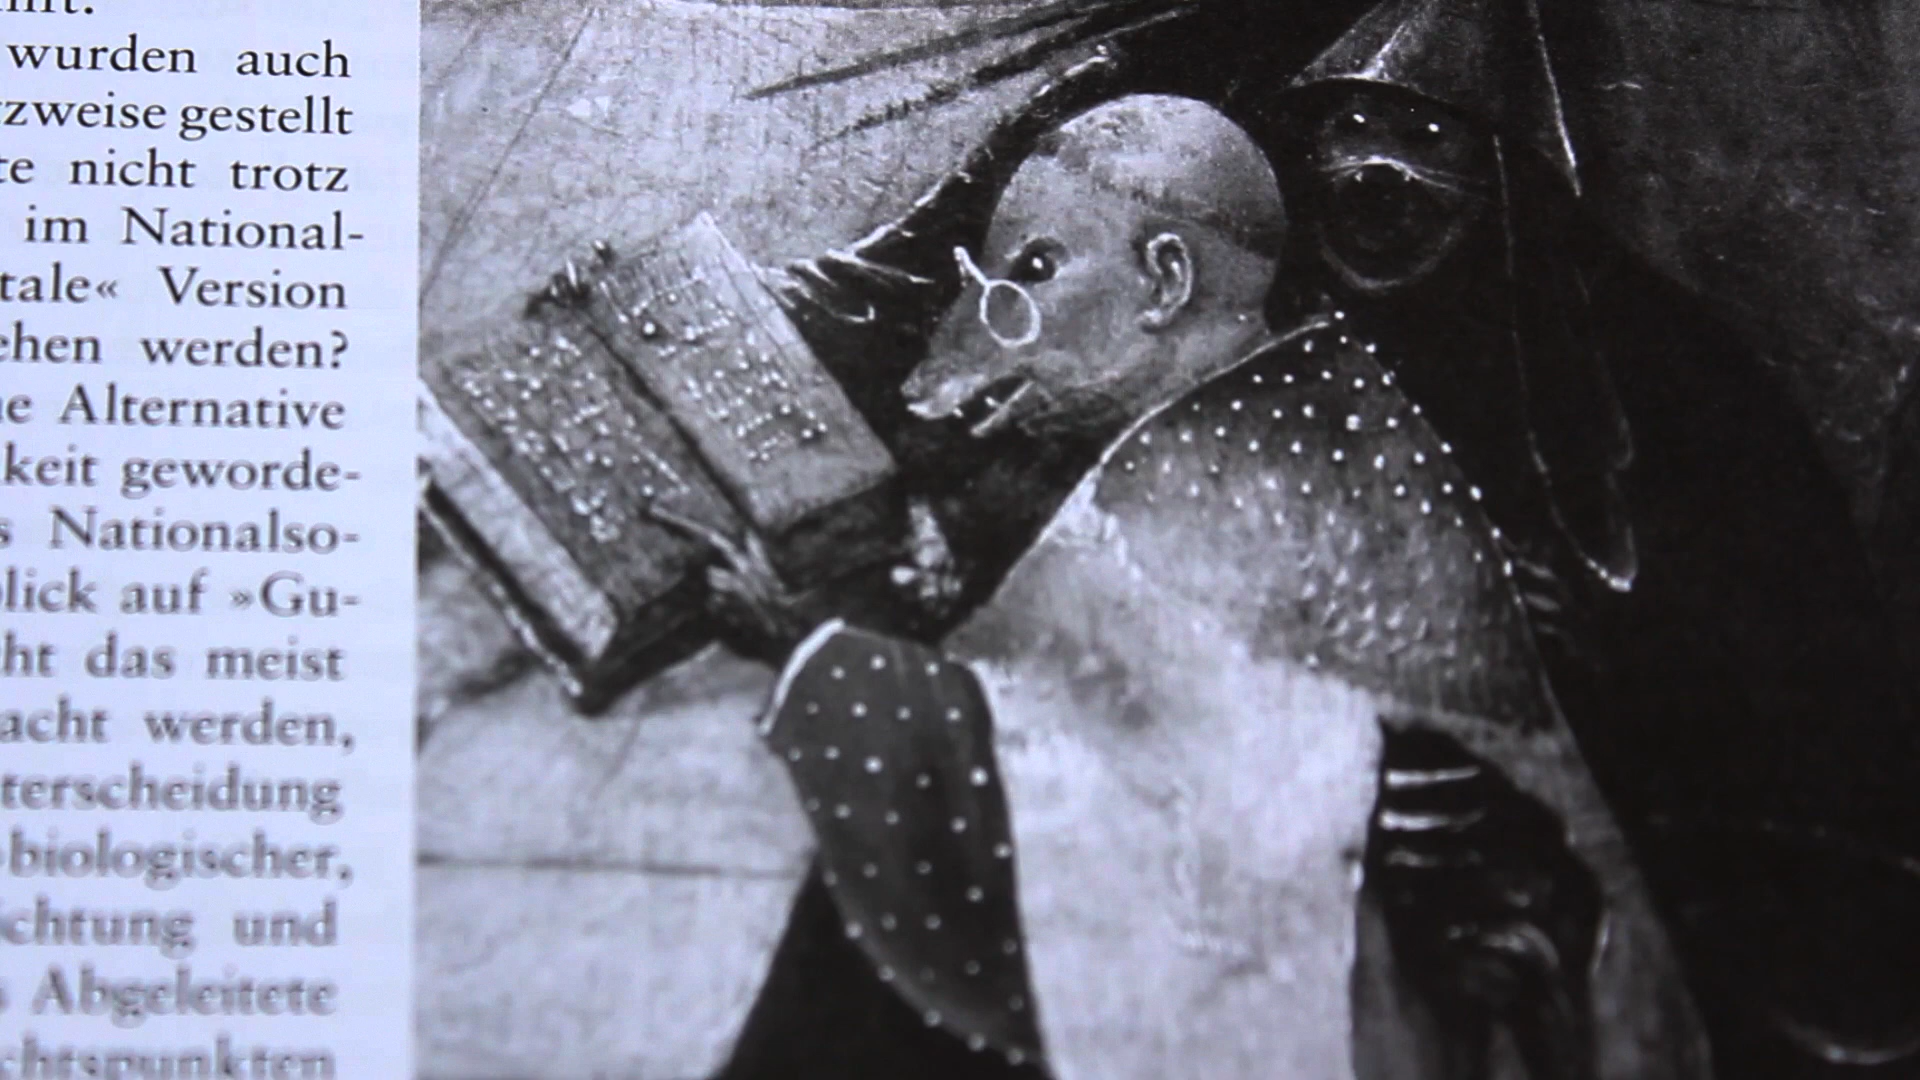 wurden auch
zweise gestellt
te nicht trotz
im National-
tale« Version
ehen werden?
e Alternative
keit geworde-
s Nationalso-
lick auf »Gu-
ht das meist
acht werden,
terscheidung
biologischer,
ichtung und
s Abgeleitete
chtspunkten